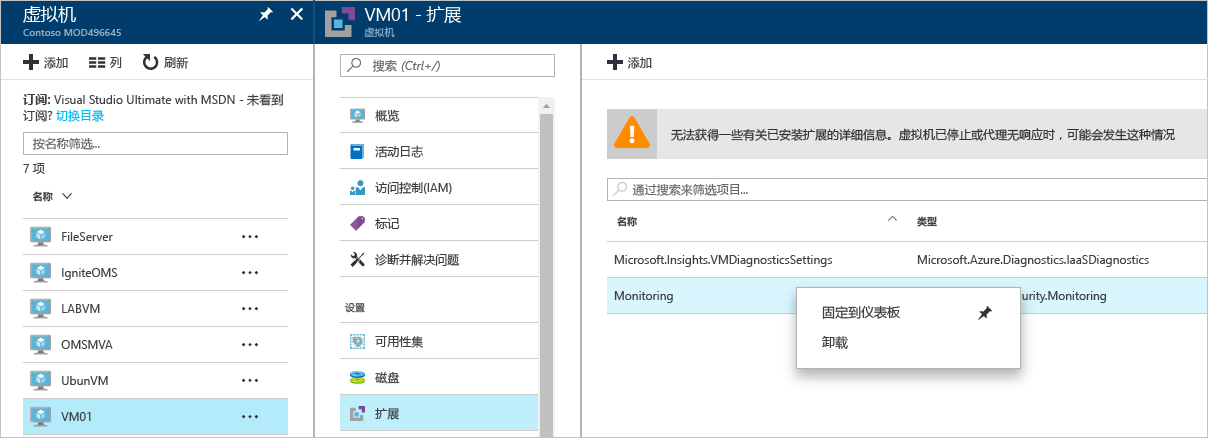 虚拟机
Contoso MOD496645
添加
列
刷新
订阅: Visual Studio Ultimate with MSDN - 未看到
订阅? 切换目录
按名称筛选...
7 项
名称
FileServer
IgniteOMS
LABVM
OMSMVA
UbunVM
VM01
VM01 - 扩展
虚拟机
搜索 (Ctrl+/)
概览
活动日志
访问控制(IAM)
标记
诊断并解决问题
设置
可用性集
磁盘
扩展
添加
无法获得一些有关已安装扩展的详细信息。虚拟机已停止或代理无响应时，可能会发生这种情况
通过搜索来筛选项目...
名称 类型
Microsoft.Insights.VMDiagnosticsSettings Microsoft.Azure.Diagnostics.IaaSDiagnostics
Monitoring urity.Monitoring
固定到仪表板
卸载